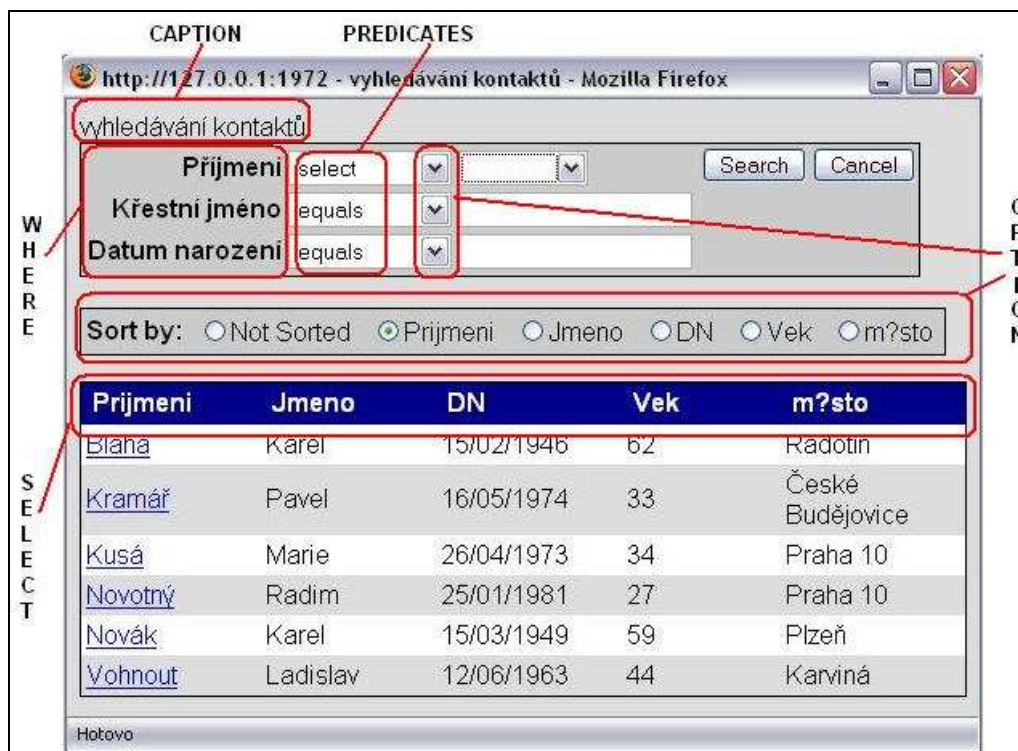 CAPTION PREDICATES
http://127.0.0.1:1972 - vyhledávání kontaktů - Mozilla Firefox
vyhledávání kontaktů
Příjmení select Search Cancel
Křestní jméno equals
Datum narození equals
WHERE
OPTION
Sort by: Not Sorted Prijmeni Jmeno DN Vek m?sto
Prijmeni Jmeno DN Vek m?sto
Blaha Karel 15/02/1946 62 Radotín
Kramář Pavel 16/05/1974 33 České
Budějovice
Kusá Marie 26/04/1973 34 Praha 10
Novotný Radim 25/01/1981 27 Praha 10
Novák Karel 15/03/1949 59 Plzeň
Vohnout Ladislav 12/06/1963 44 Karviná
SELECT
Hotovo